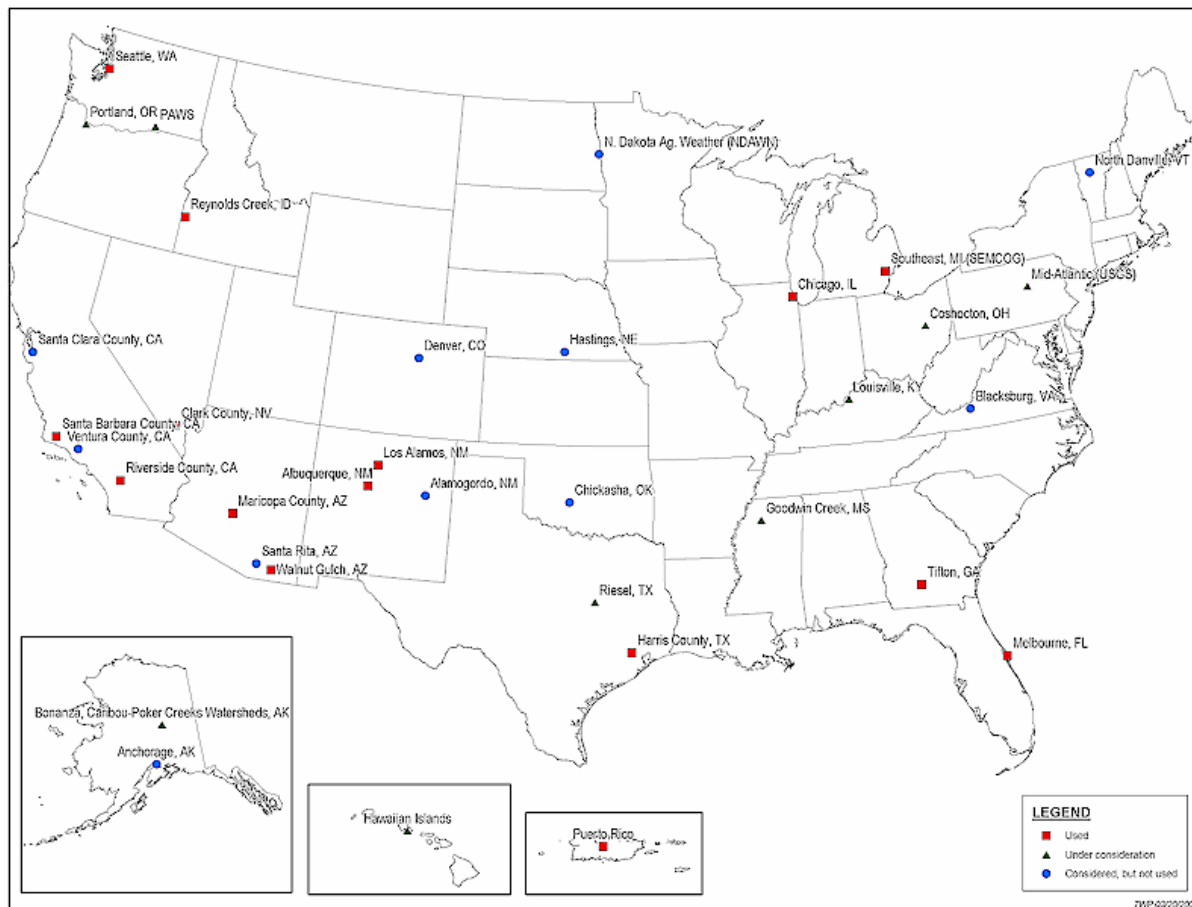 Seattle, WA
Portland, OR
PAWS
N. Dakota Ag. Weather (NDAWN)
North Danville, VT
Reynolds Creek, ID
Southeast, MI (SEMCOG)
Mid-Atlantic (USGS)
Chicago, IL
Coshocton, OH
Santa Clara County, CA
Denver, CO
Hastings, NE
Louisville, KY
Blacksburg, VA
Clark County, NV
Santa Barbara County, CA
Ventura County, CA
Riverside County, CA
Los Alamos, NM
Albuquerque, NM
Alamogordo, NM
Maricopa County, AZ
Chickasha, OK
Goodwin Creek, MS
Santa Rita, AZ
Walnut Gulch, AZ
Tifton, GA
Riesel, TX
Harris County, TX
Melbourne, FL
Bonanza, Caribou-Poker Creeks Watersheds, AK
Anchorage, AK
Hawaiian Islands
Puerto Rico
LEGEND
Used
Under consideration
Considered, but not used